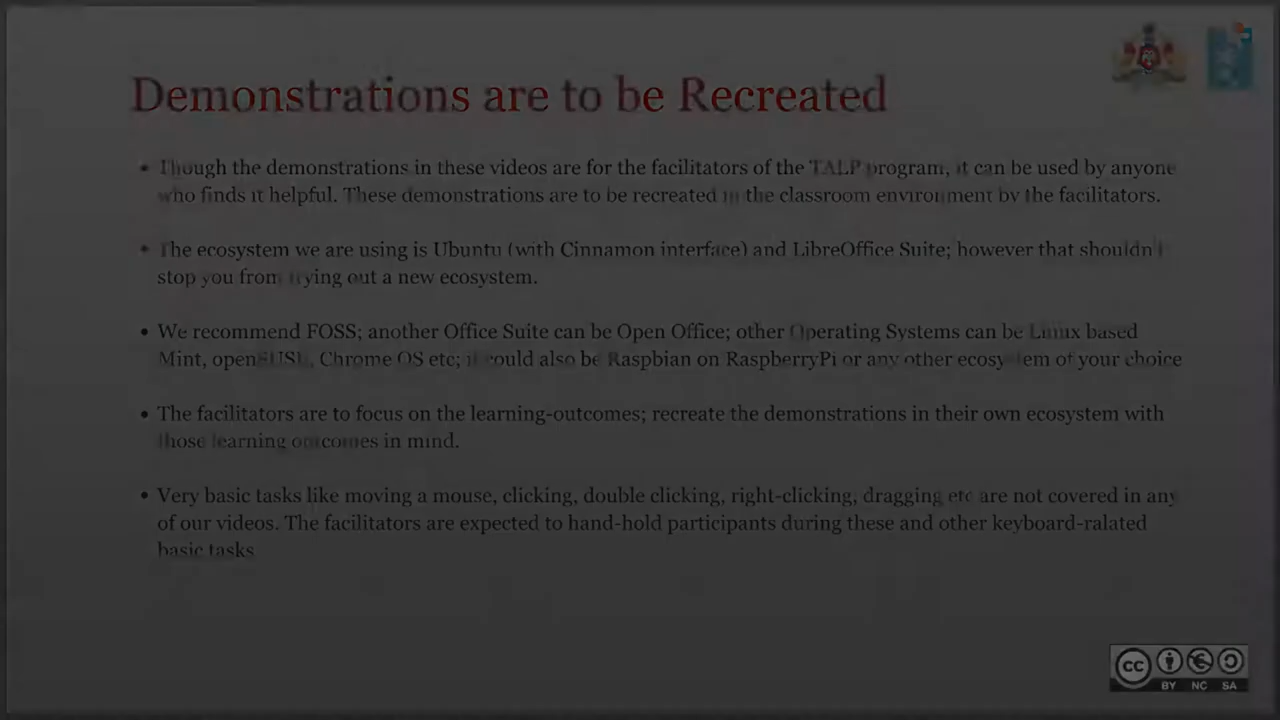 Demonstrations are to be Recreated
• Though the demonstrations in these videos are for the facilitators of the TALP program, it can be used by anyone
who finds it helpful. These demonstrations are to be recreated in the classroom environment by the facilitators.
• The ecosystem we are using is Ubuntu (with Cinnamon interface) and LibreOffice Suite; however that shouldn't
stop you from trying out a new ecosystem.
• We recommend FOSS; another Office Suite can be Open Office; other Operating Systems can be Linux based
Mint, openSUSE, Chrome OS etc; it could also be Raspbian on RaspberryPi or any other ecosystem of your choice
• The facilitators are to focus on the learning-outcomes; recreate the demonstrations in their own ecosystem with
those learning outcomes in mind.
• Very basic tasks like moving a mouse, clicking, double clicking, right-clicking, dragging etc are not covered in any
of our videos. The facilitators are expected to hand-hold participants during these and other keyboard-ralated
basic tasks
cc
BY NC SA